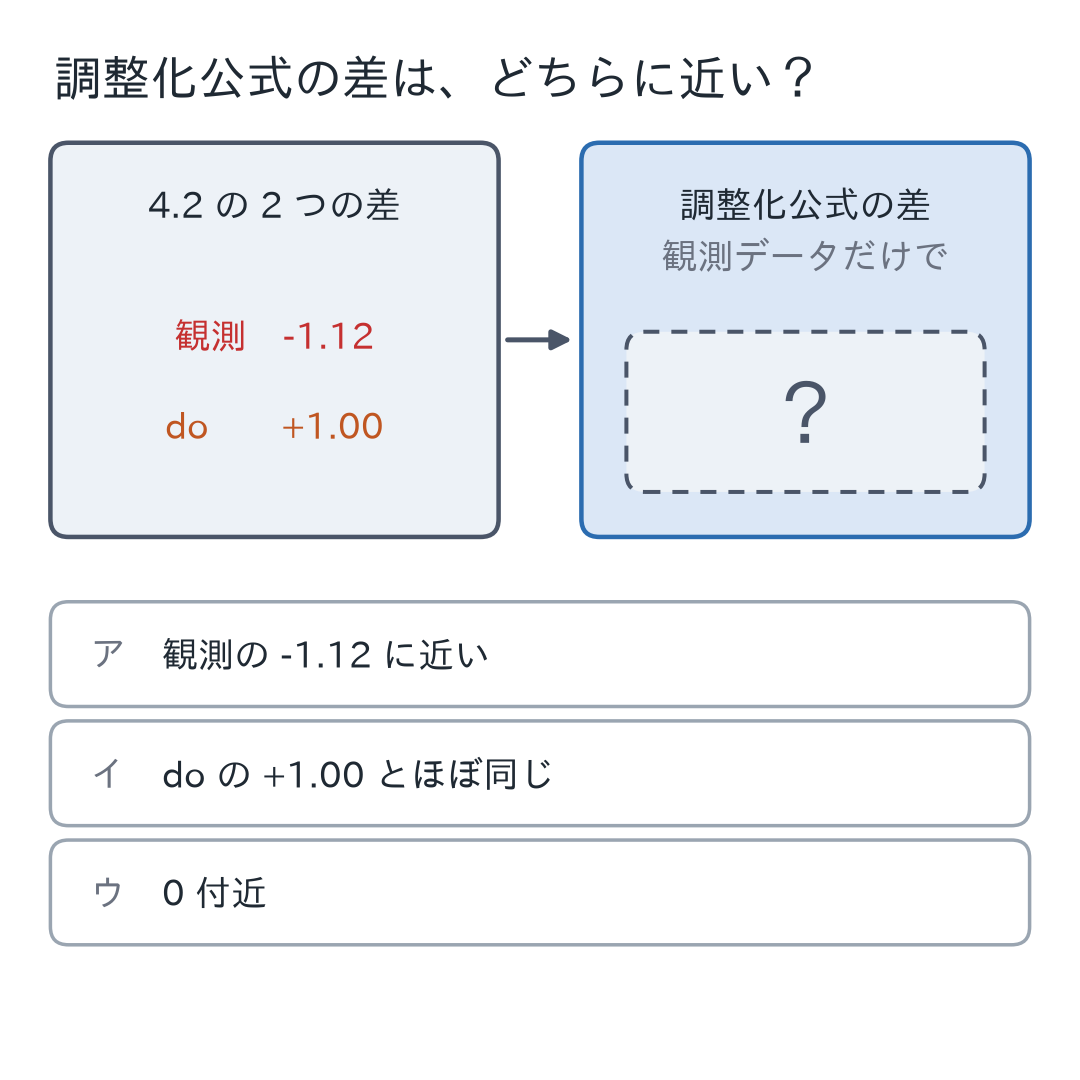 調整化公式の差は、どちらに近い？
4.2 の 2 つの差
観測 -1.12
do +1.00
調整化公式の差
観測データだけで
?
ア 観測の -1.12 に近い
イ do の +1.00 とほぼ同じ
ウ 0 付近